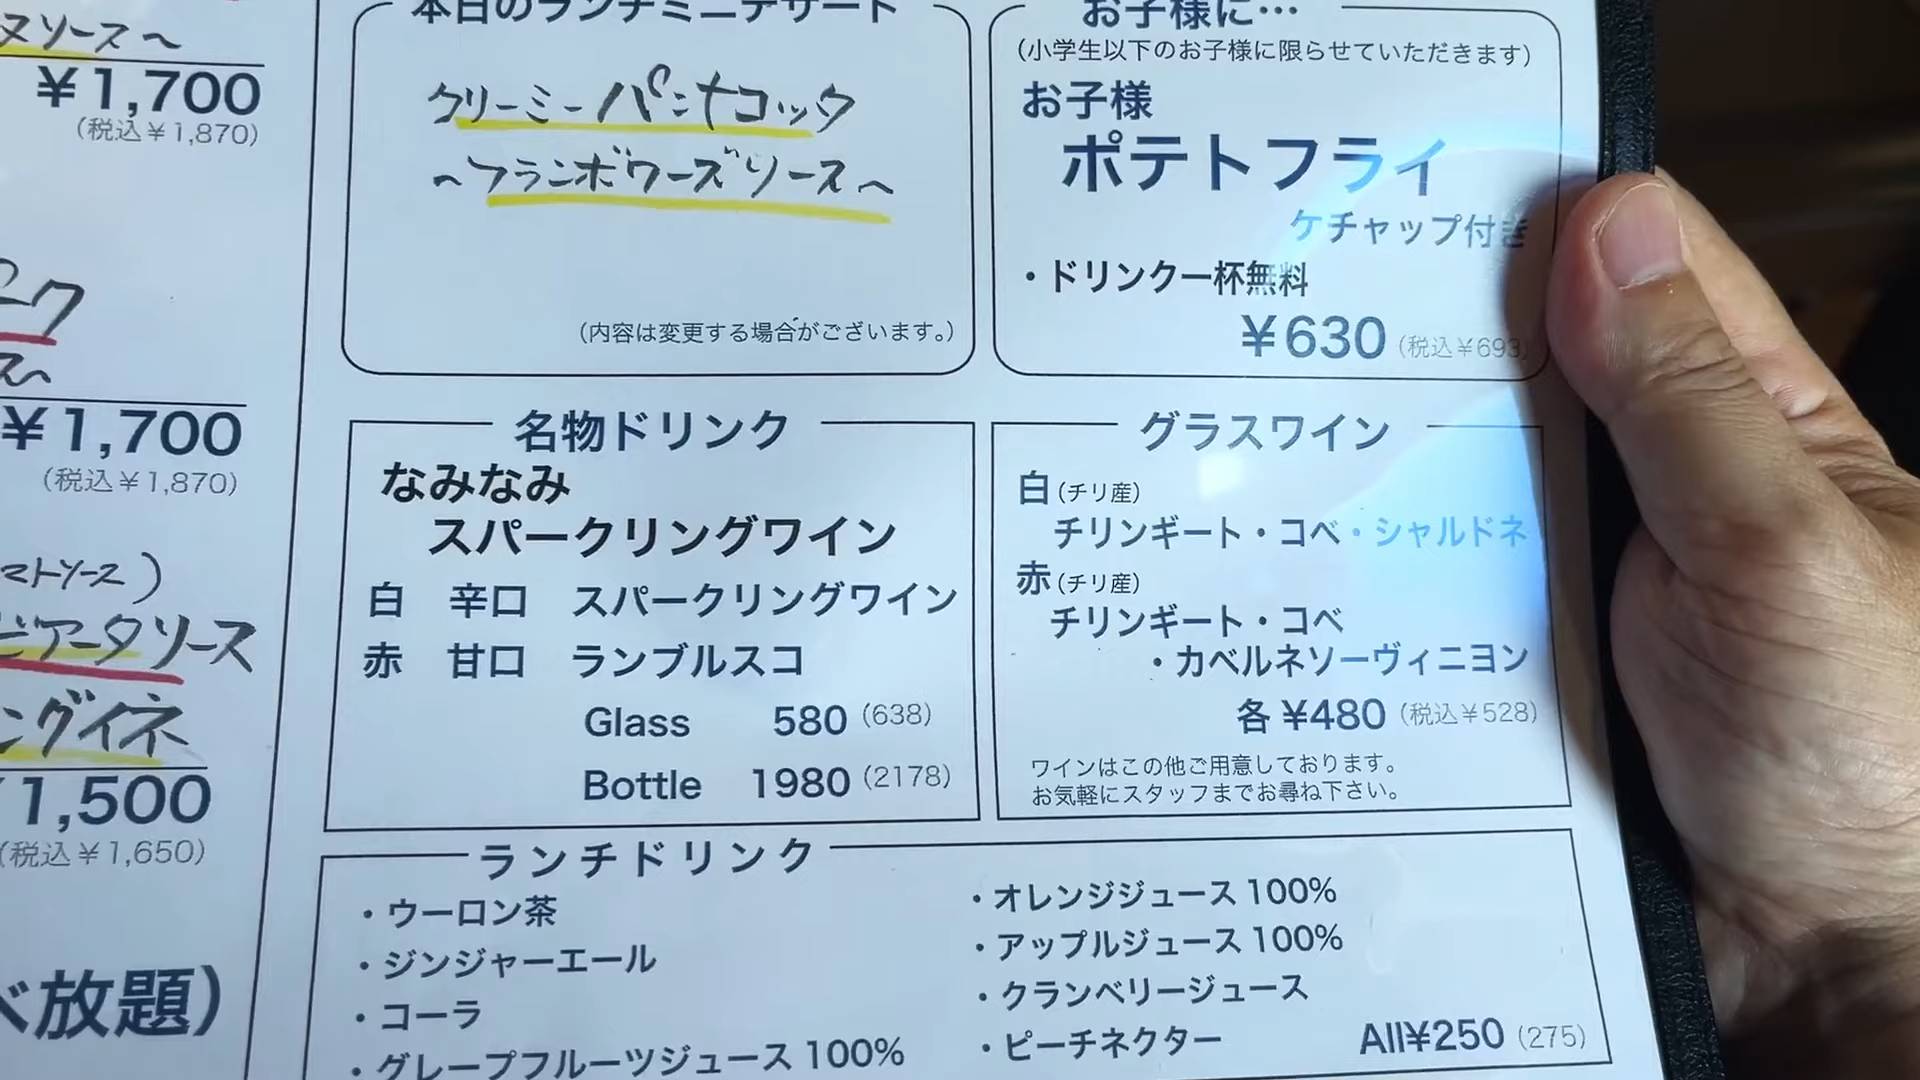 ヌソース〜
¥1,700
(税込¥1,870)
ーク
ス〜
¥1,700
(税込¥1,870)
マトソース)
ビアータソース
ングイネ
¥1,500
(税込¥1,650)
べ放題)
本日のランチミニデザート
クリーミーパンナコッタ
〜フランボワーズソース〜
(内容は変更する場合がございます。)
お子様に…
(小学生以下のお子様に限らせていただきます)
お子様
ポテトフライ
ケチャップ付き
・ドリンク一杯無料
¥630 (税込¥693)
名物ドリンク
なみなみ
スパークリングワイン
白 辛口 スパークリングワイン
赤 甘口 ランブルスコ
Glass 580 (638)
Bottle 1980 (2178)
グラスワイン
白(チリ産)
チリンギート・コベ・シャルドネ
赤(チリ産)
チリンギート・コベ
・カベルネソーヴィニヨン
各 ¥480 (税込¥528)
ワインはこの他ご用意しております。
お気軽にスタッフまでお尋ね下さい。
ランチドリンク
・ウーロン茶
・ジンジャーエール
・コーラ
・グレープフルーツジュース 100%
・オレンジジュース 100%
・アップルジュース 100%
・クランベリージュース
・ピーチネクター All¥250 (275)